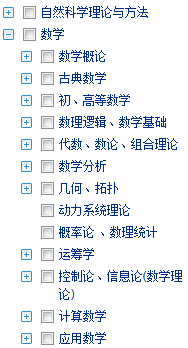 自然科学理论与方法
数学
数学概论
古典数学
初、高等数学
数理逻辑、数学基础
代数、数论、组合理论
数学分析
几何、拓扑
动力系统理论
概率论 、数理统计
运筹学
控制论、信息论(数学理
论)
计算数学
应用数学